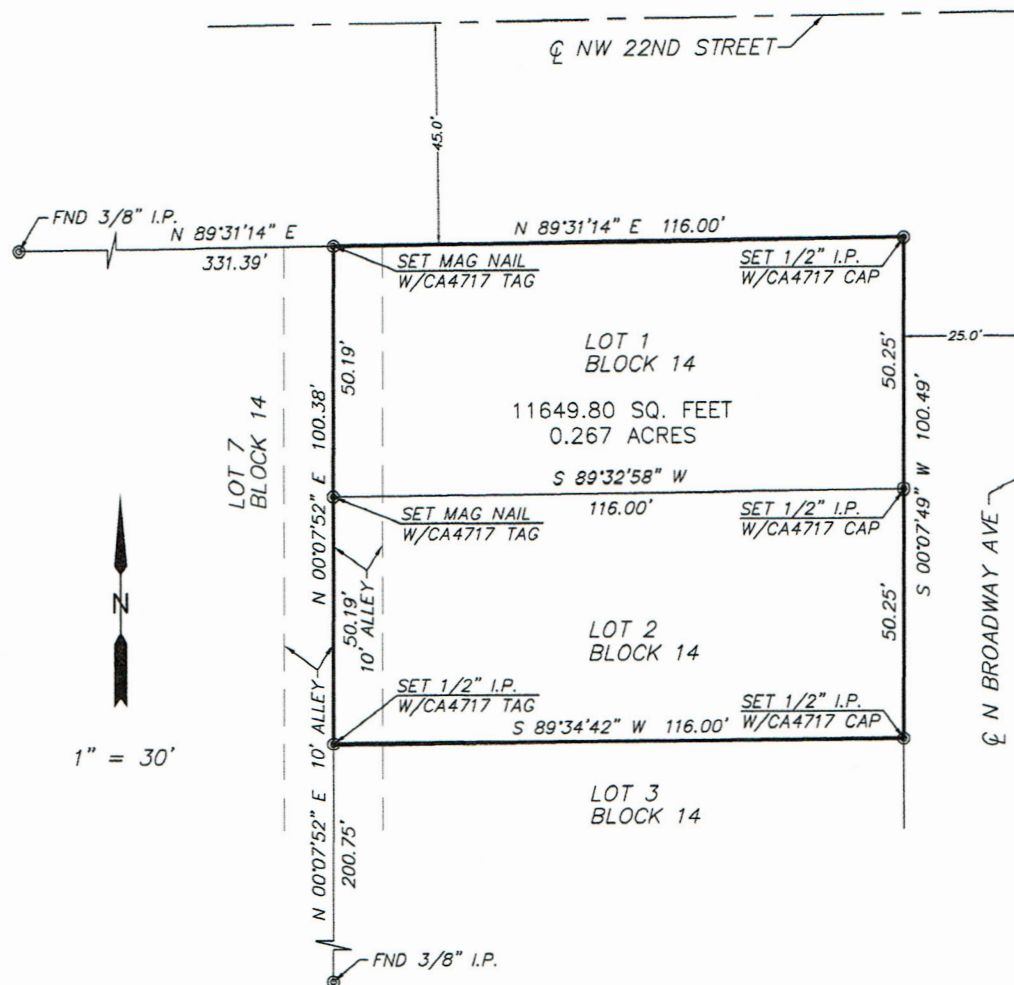 ℄ NW 22ND STREET
45.0'
FND 3/8" I.P.
N 89°31'14" E
331.39'
N 89°31'14" E 116.00'
SET MAG NAIL
W/CA4717 TAG
SET 1/2" I.P.
W/CA4717 CAP
25.0'
LOT 1
BLOCK 14
11649.80 SQ. FEET
0.267 ACRES
50.19'
N 00°07'52" E 100.38'
50.25'
S 00°07'49" W 100.49'
LOT 7
BLOCK 14
S 89°32'58" W
116.00'
SET MAG NAIL
W/CA4717 TAG
SET 1/2" I.P.
W/CA4717 CAP
N
50.19'
10' ALLEY
10' ALLEY
LOT 2
BLOCK 14
50.25'
℄ N BROADWAY AVE
SET 1/2" I.P.
W/CA4717 TAG
SET 1/2" I.P.
W/CA4717 CAP
S 89°34'42" W 116.00'
1" = 30'
LOT 3
BLOCK 14
N 00°07'52" E
200.75'
FND 3/8" I.P.